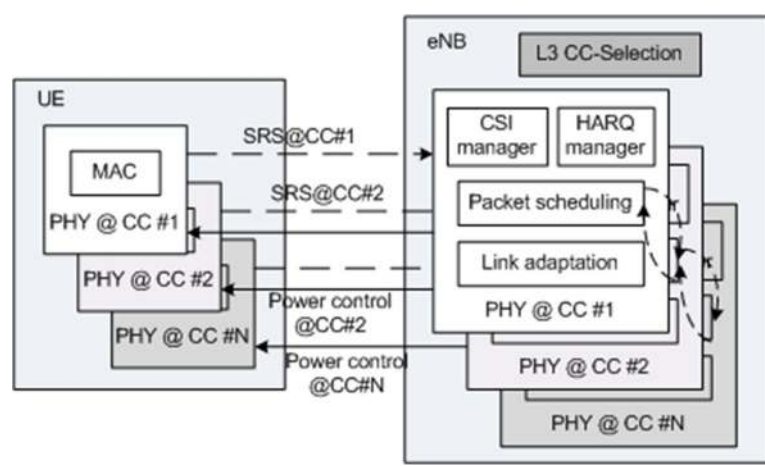 eNB
L3 CC-Selection
UE
CSI
manager
HARQ
manager
MAC
PHY @ CC #1
PHY @ CC #2
PHY @ CC #N
SRS@CC#1
SRS@CC#2
Power control
@CC#2
Power control
@CC#N
Packet scheduling
Link adaptation
PHY @ CC #1
PHY @ CC #2
PHY @ CC #N